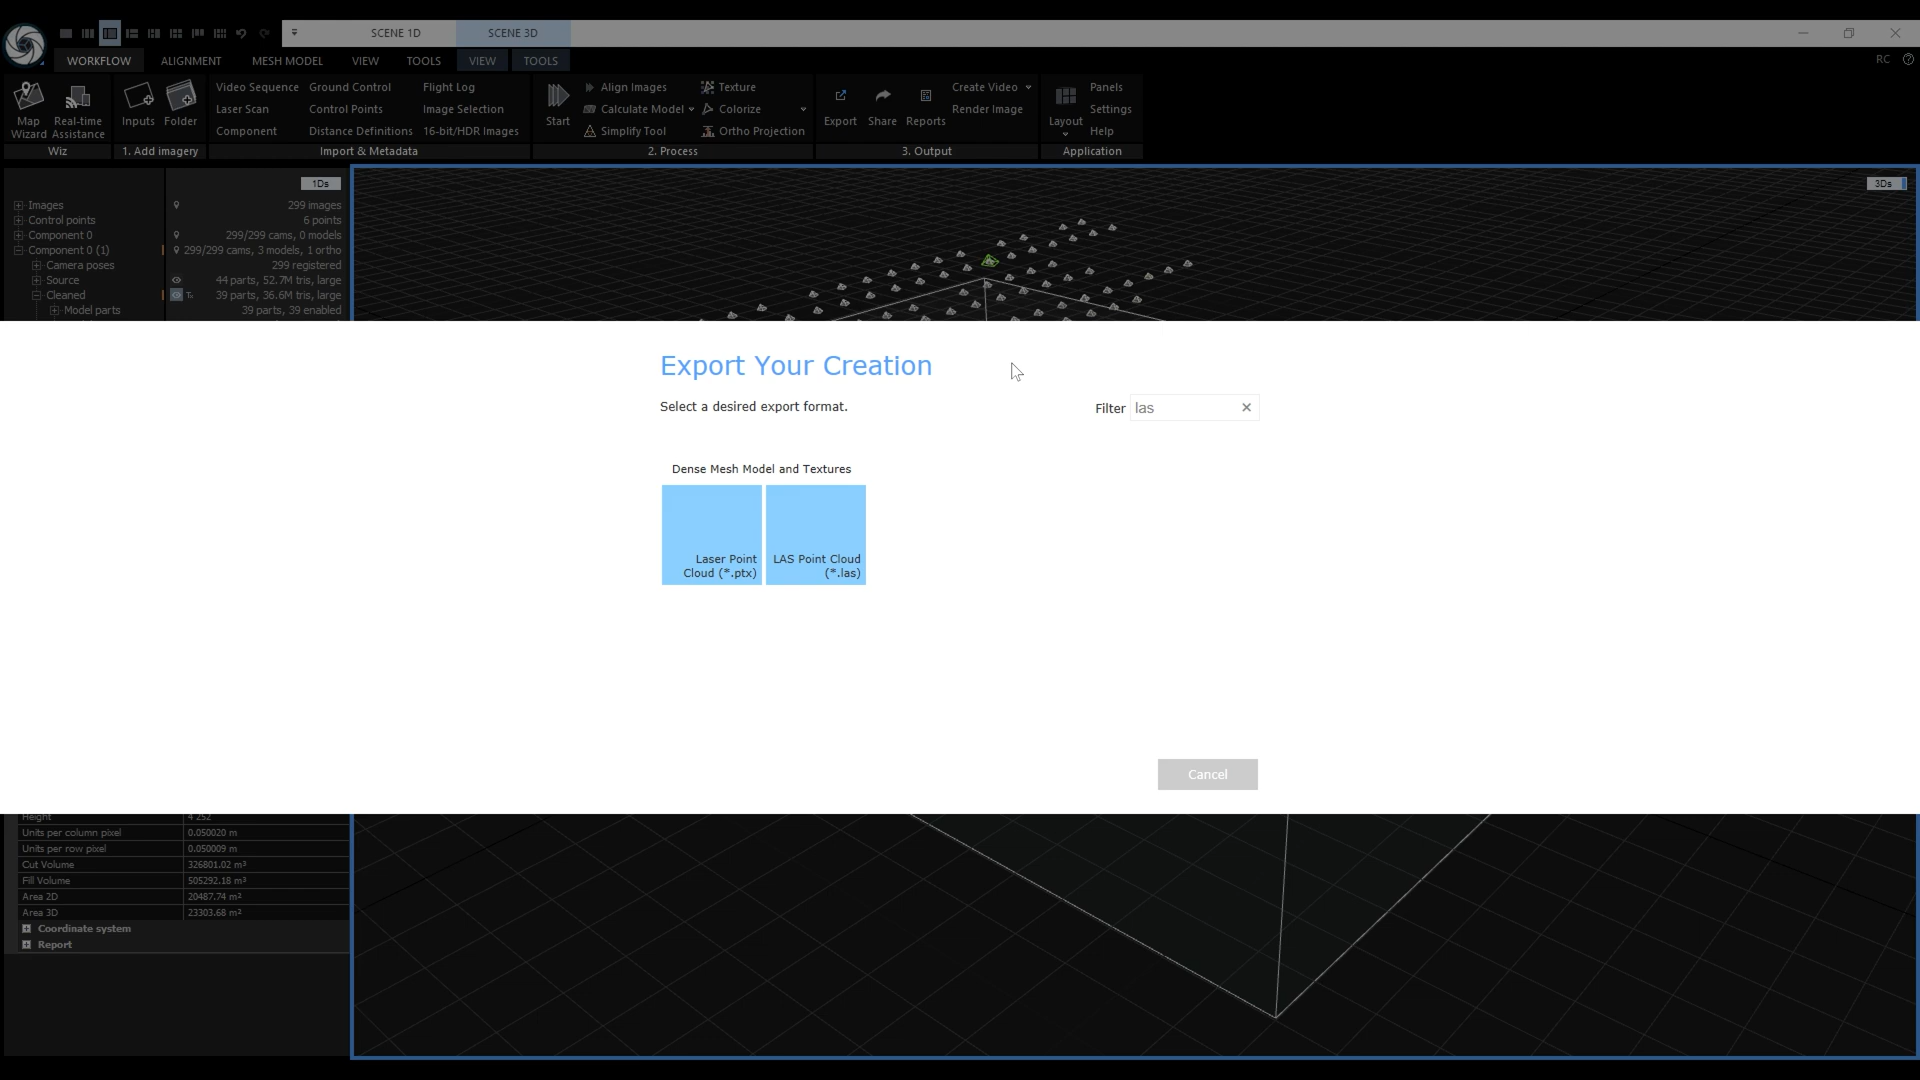 SCENE 1D
SCENE 3D
WORKFLOW
ALIGNMENT
MESH MODEL
VIEW
TOOLS
VIEW
TOOLS
RC
Map Wizard
Real-time Assistance
Wiz
Inputs
Folder
1. Add imagery
Video Sequence
Ground Control
Flight Log
Laser Scan
Control Points
Image Selection
Component
Distance Definitions
16-bit/HDR Images
Import & Metadata
Start
Align Images
Texture
Calculate Model
Colorize
Simplify Tool
Ortho Projection
2. Process
Export
Share
Reports
Create Video
Render Image
3. Output
Layout
Panels
Settings
Help
Application
1Ds
3Ds
Images 299 images
Control points 6 points
Component 0 299/299 cams, 0 models
Component 0 (1) 299/299 cams, 3 models, 1 ortho
Camera poses 299 registered
Source 44 parts, 52.7M tris, large
Cleaned Tx 39 parts, 36.6M tris, large
Model parts 39 parts, 39 enabled
Export Your Creation
Select a desired export format.
Filter las
Dense Mesh Model and Textures
Laser Point
Cloud (*.ptx)
LAS Point Cloud
(*.las)
Cancel
Height 4 252
Units per column pixel 0.050020 m
Units per row pixel 0.050009 m
Cut Volume 326801.02 m³
Fill Volume 505292.18 m³
Area 2D 20487.74 m²
Area 3D 23303.68 m²
Coordinate system
Report